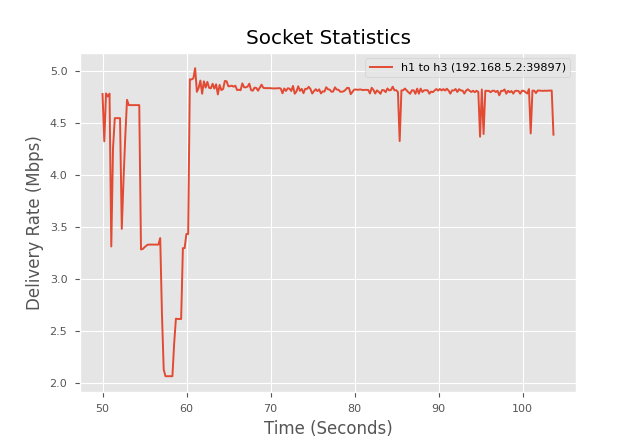 Socket Statistics
h1 to h3 (192.168.5.2:39897)
Delivery Rate (Mbps)
5.0
4.5
4.0
3.5
3.0
2.5
2.0
50 60 70 80 90 100
Time (Seconds)